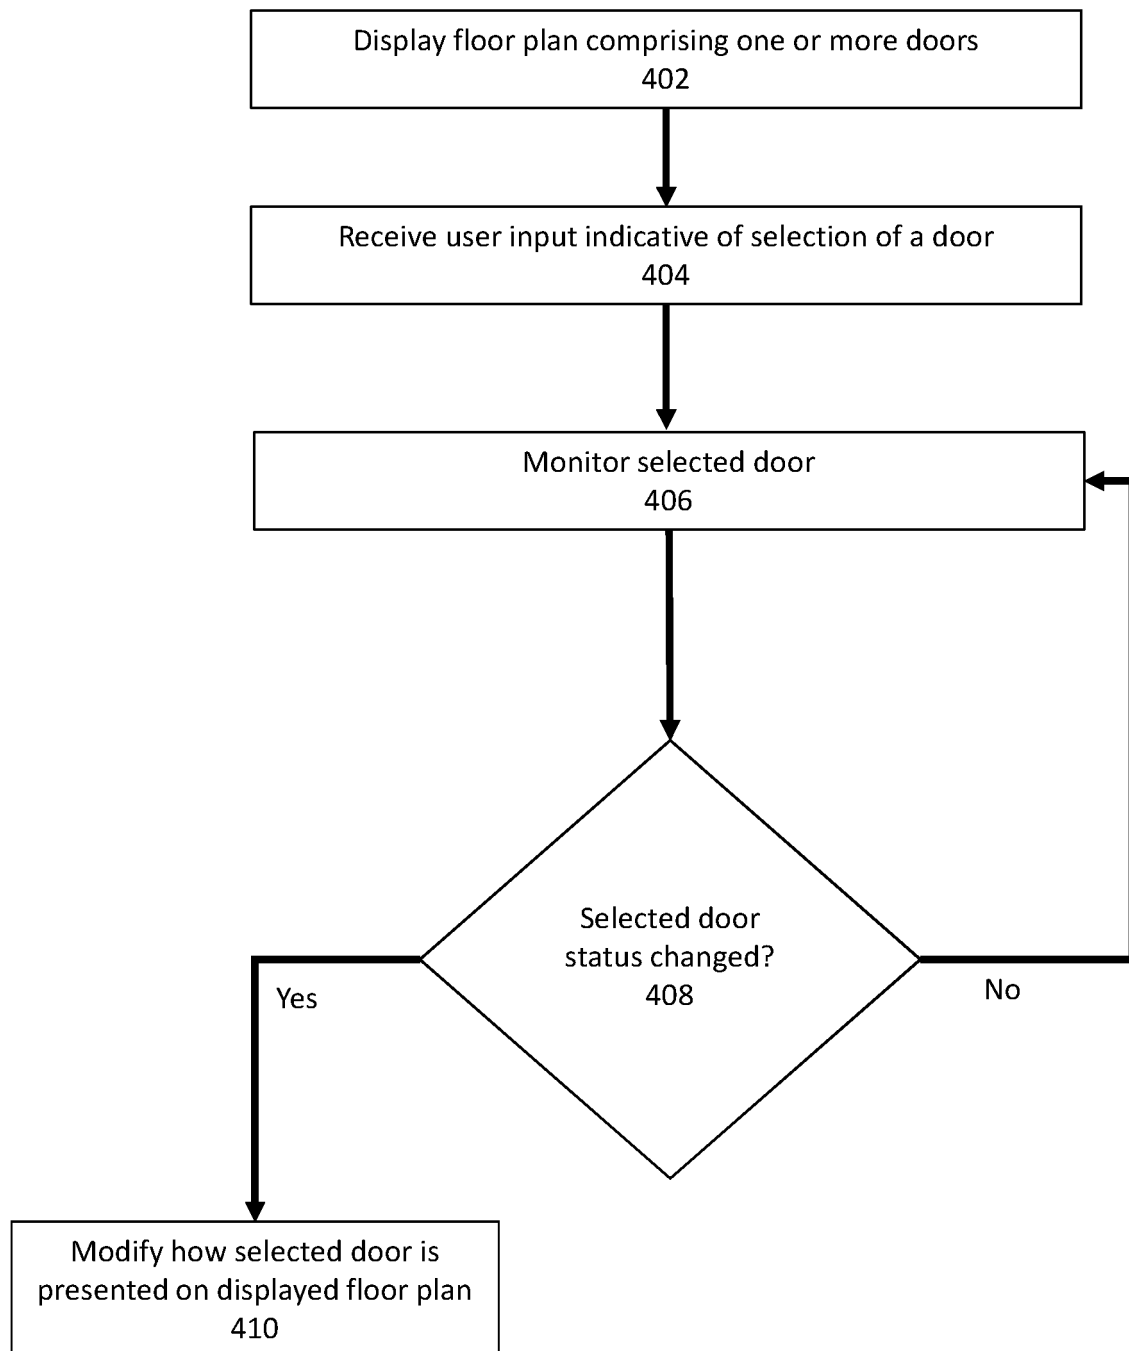 Display floor plan comprising one or more doors
402
Receive user input indicative of selection of a door
404
Monitor selected door
406
Selected door
status changed?
408
Yes
No
Modify how selected door is
presented on displayed floor plan
410